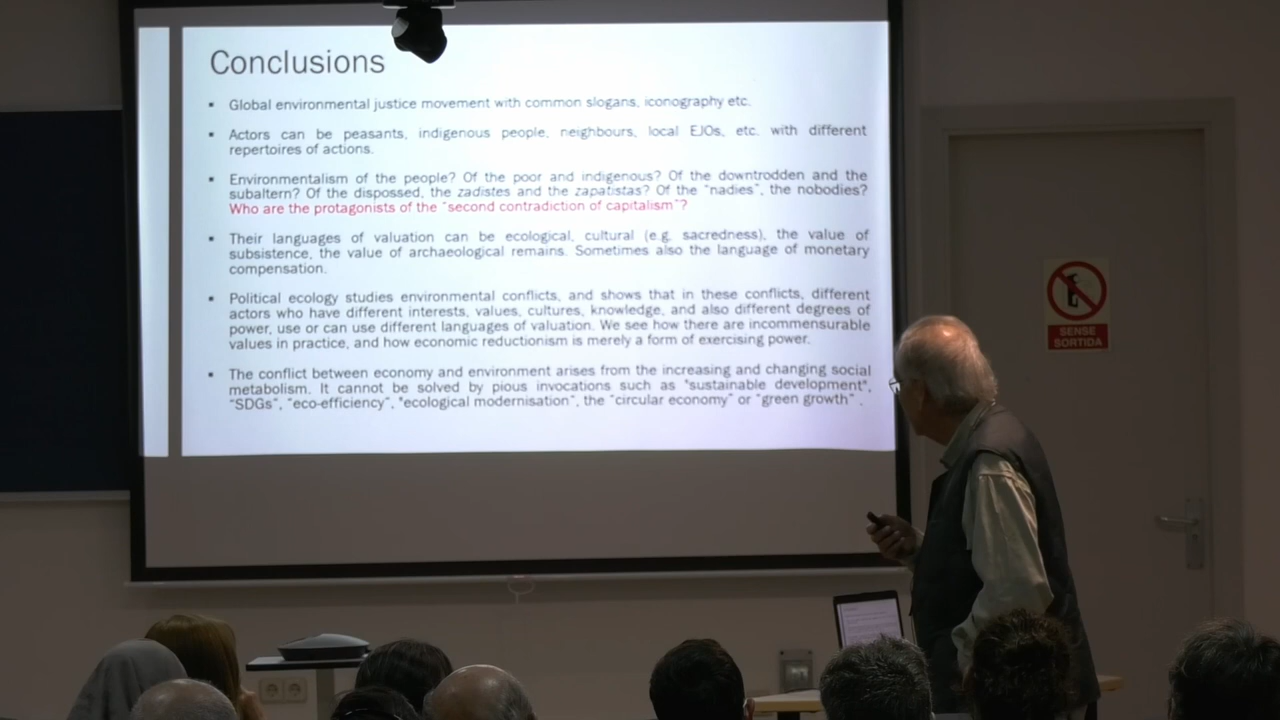 Conclusions
▪ Global environmental justice movement with common slogans, iconography etc.
▪ Actors can be peasants, indigenous people, neighbours, local EJOs, etc. with different
repertoires of actions.
▪ Environmentalism of the people? Of the poor and indigenous? Of the downtrodden and the
subaltern? Of the dispossed, the zadistes and the zapatistas? Of the "nadies", the nobodies?
Who are the protagonists of the "second contradiction of capitalism"?
▪ Their languages of valuation can be ecological, cultural (e.g. sacredness), the value of
subsistence, the value of archaeological remains. Sometimes also the language of monetary
compensation.
▪ Political ecology studies environmental conflicts, and shows that in these conflicts, different
actors who have different interests, values, cultures, knowledge, and also different degrees of
power, use or can use different languages of valuation. We see how there are incommensurable
values in practice, and how economic reductionism is merely a form of exercising power.
▪ The conflict between economy and environment arises from the increasing and changing social
metabolism. It cannot be solved by pious invocations such as "sustainable development",
"SDGs", "eco-efficiency", "ecological modernisation", the "circular economy" or "green growth" .
SENSE
SORTIDA